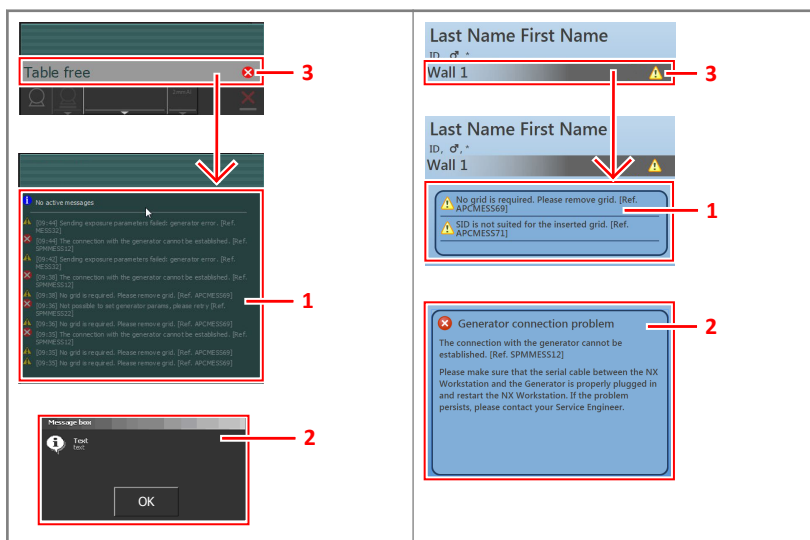 Table free
3
2mmAl
No active messages
[09:44] Sending exposure parameters failed: generator error. [Ref.
MESS32]
[09:44] The connection with the generator cannot be established. [Ref.
SPMMESS12]
[09:42] Sending exposure parameters failed: generator error. [Ref.
MESS32]
[09:38] The connection with the generator cannot be established. [Ref.
SPMMESS12]
[09:38] No grid is required. Please remove grid. [Ref. APCMESS69]
[09:36] Not possible to set generator params, please retry [Ref.
SPMMESS22]
[09:36] No grid is required. Please remove grid. [Ref. APCMESS69]
[09:35] The connection with the generator cannot be established. [Ref.
SPMMESS12]
[09:35] No grid is required. Please remove grid. [Ref. APCMESS69]
[09:35] No grid is required. Please remove grid. [Ref. APCMESS69]
1
Message box
Text
text
OK
2
Last Name First Name
ID, ♂, *
Wall 1
3
Last Name First Name
ID, ♂, *
Wall 1
No grid is required. Please remove grid. [Ref.
APCMESS69]
SID is not suited for the inserted grid. [Ref.
APCMESS71]
1
Generator connection problem
The connection with the generator cannot be
established. [Ref. SPMMESS12]
Please make sure that the serial cable between the NX
Workstation and the Generator is properly plugged in
and restart the NX Workstation. If the problem
persists, please contact your Service Engineer.
2